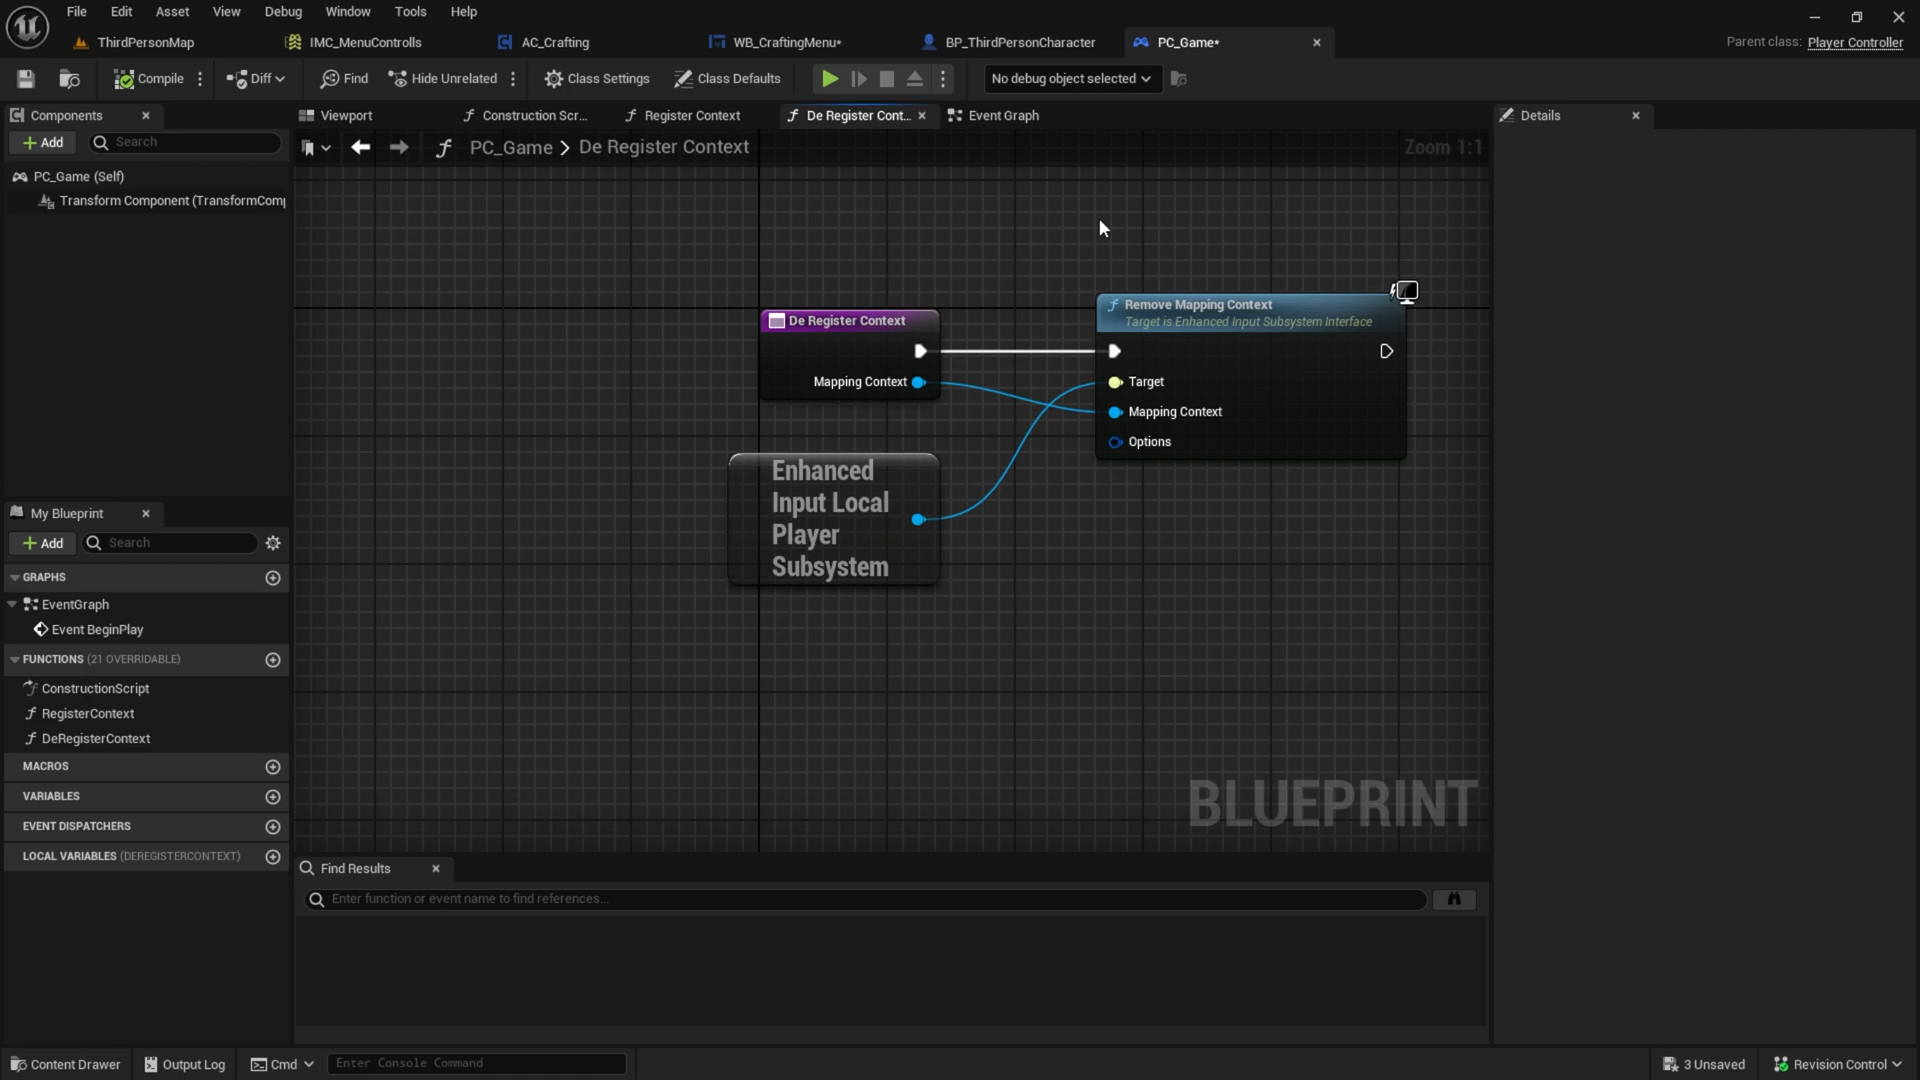 File Edit Asset View Debug Window Tools Help
ThirdPersonMap IMC_MenuControlls AC_Crafting WB_CraftingMenu* BP_ThirdPersonCharacter PC_Game* Parent class: Player Controller
Compile Diff Find Hide Unrelated Class Settings Class Defaults No debug object selected
Components Viewport Construction Scr... Register Context De Register Cont... Event Graph Details
Add Search
PC_Game > De Register Context Zoom 1:1
PC_Game (Self)
Transform Component (TransformComp
De Register Context
Mapping Context
Remove Mapping Context
Target is Enhanced Input Subsystem Interface
Target
Mapping Context
Options
Enhanced
Input Local
Player
Subsystem
My Blueprint
Add Search
GRAPHS
EventGraph
Event BeginPlay
FUNCTIONS (21 OVERRIDABLE)
ConstructionScript
RegisterContext
DeRegisterContext
MACROS
VARIABLES
EVENT DISPATCHERS
LOCAL VARIABLES (DEREGISTERCONTEXT)
BLUEPRINT
Find Results
Enter function or event name to find references...
Content Drawer Output Log Cmd Enter Console Command 3 Unsaved Revision Control